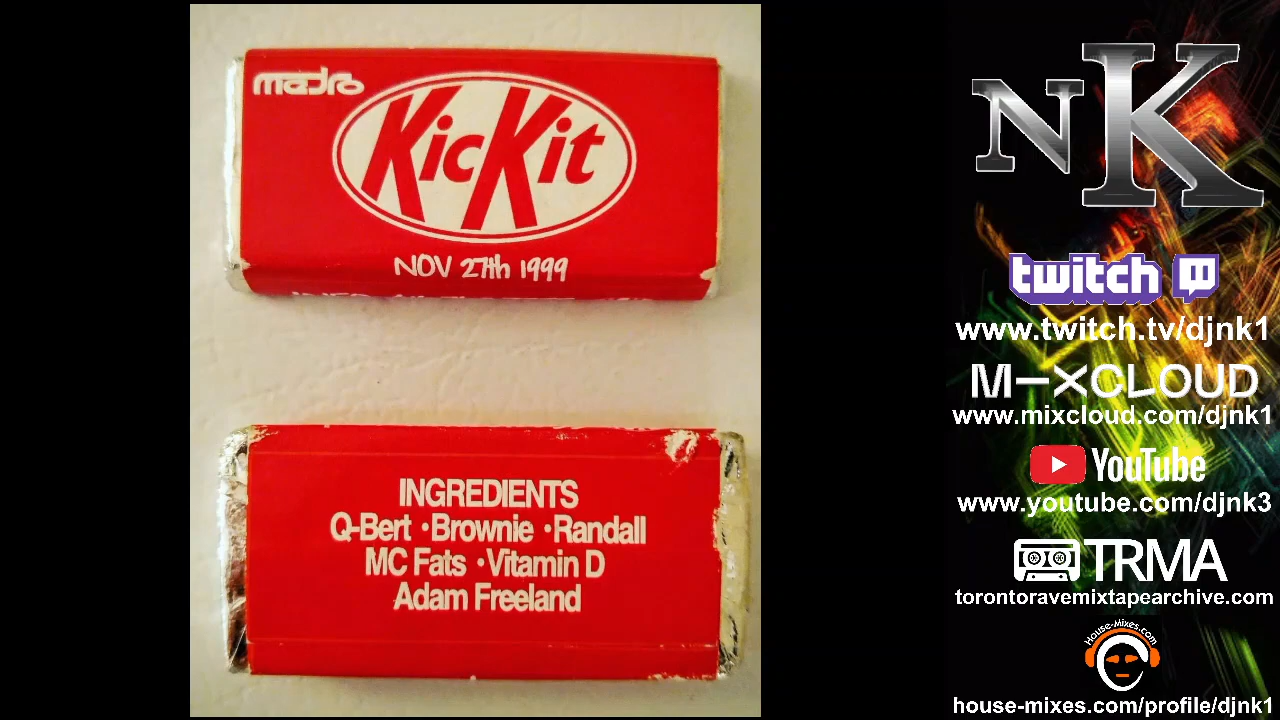 medro
KicKit
NOV 27th 1999
INGREDIENTS
Q-Bert • Brownie • Randall
MC Fats • Vitamin D
Adam Freeland
NK
twitch
www.twitch.tv/djnk1
MIXCLOUD
www.mixcloud.com/djnk1
YouTube
www.youtube.com/djnk3
TRMA
torontoravemixtapearchive.com
House-Mixes.com
house-mixes.com/profile/djnk1